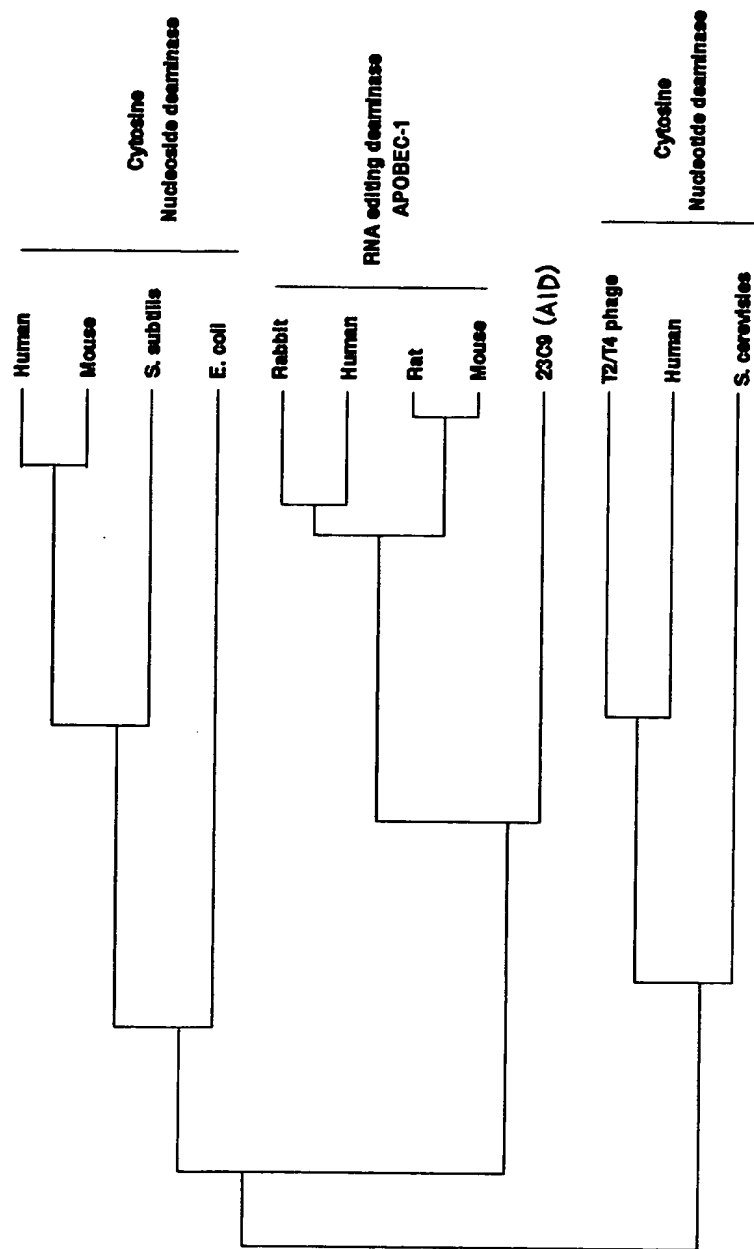 Human
Mouse
S. subtilis
E. coli
Cytosine
Nucleoside deaminase
Rabbit
Human
Rat
Mouse
RNA editing deaminase
APOBEC-1
23C9 (AID)
T2/T4 phage
Human
S. cerevisies
Cytosine
Nucleotide deaminase